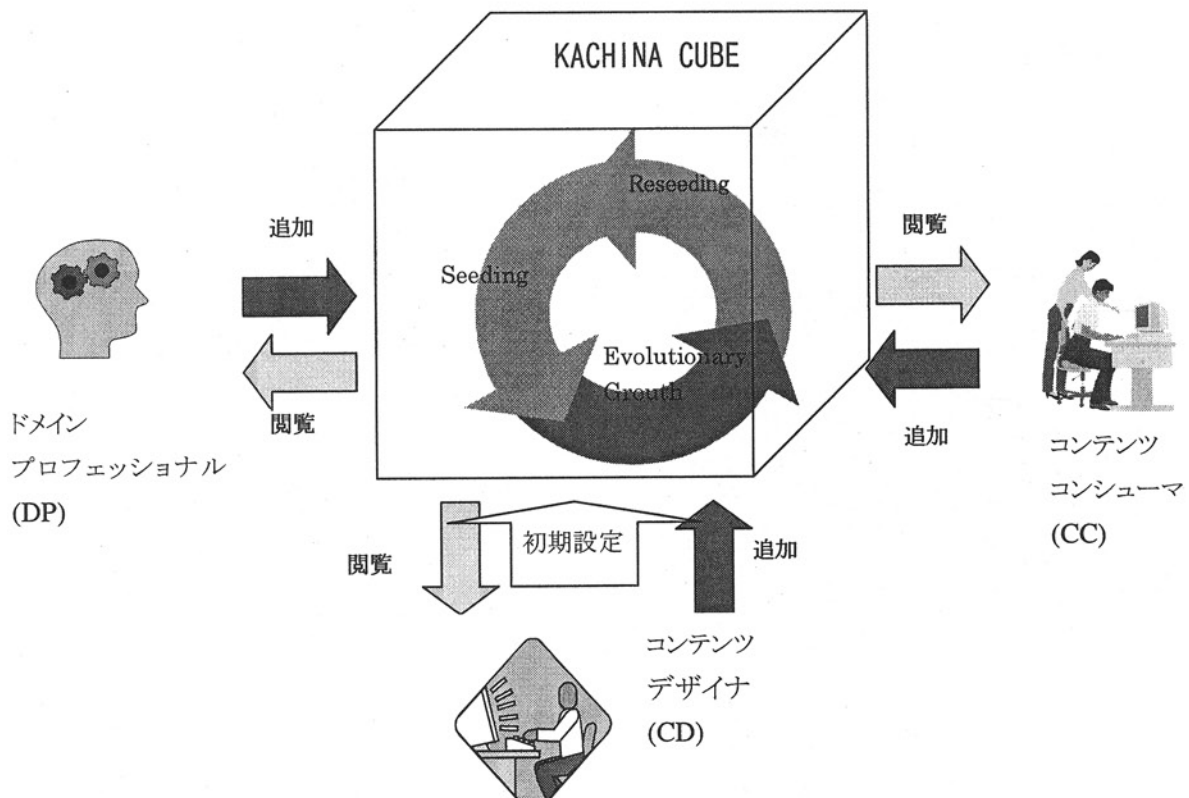 KACHINA CUBE
Reseeding
Seeding
Evolutionary
Grouth
追加
閲覧
ドメイン
プロフェッショナル
(DP)
閲覧
追加
コンテンツ
コンシューマ
(CC)
閲覧
初期設定
追加
コンテンツ
デザイナ
(CD)